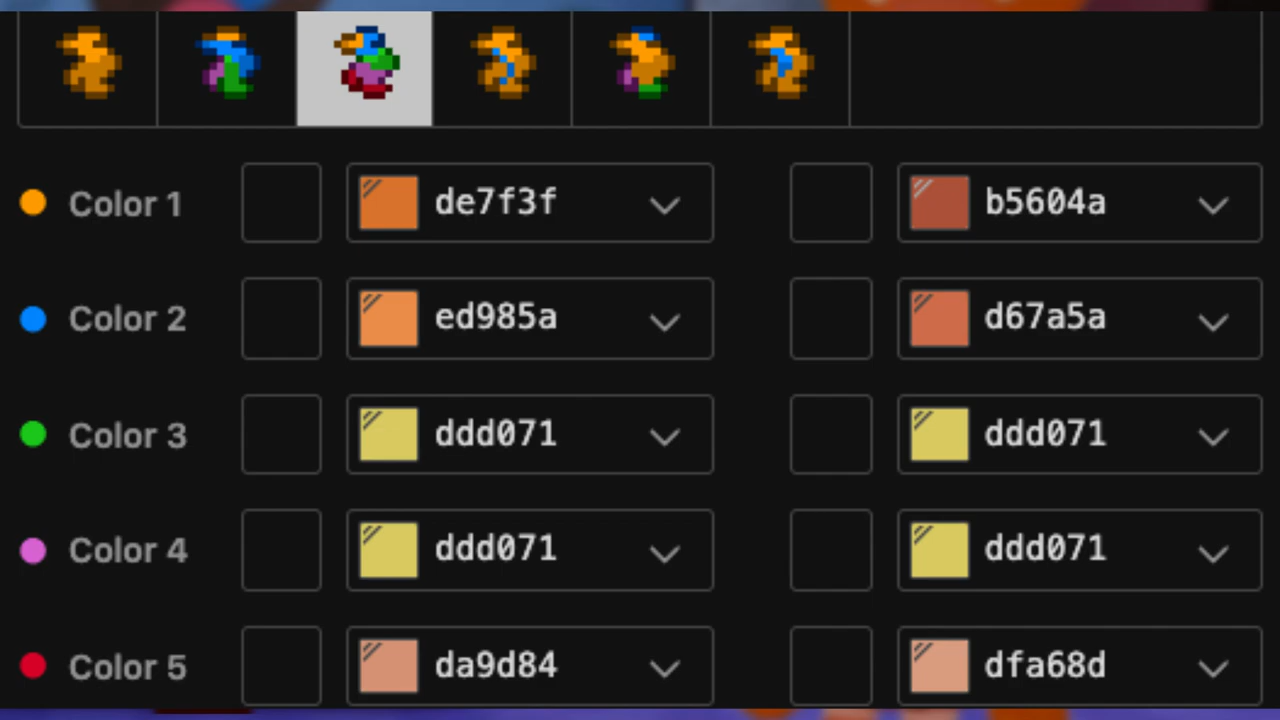 Color 1 de7f3f b5604a
Color 2 ed985a d67a5a
Color 3 ddd071 ddd071
Color 4 ddd071 ddd071
Color 5 da9d84 dfa68d